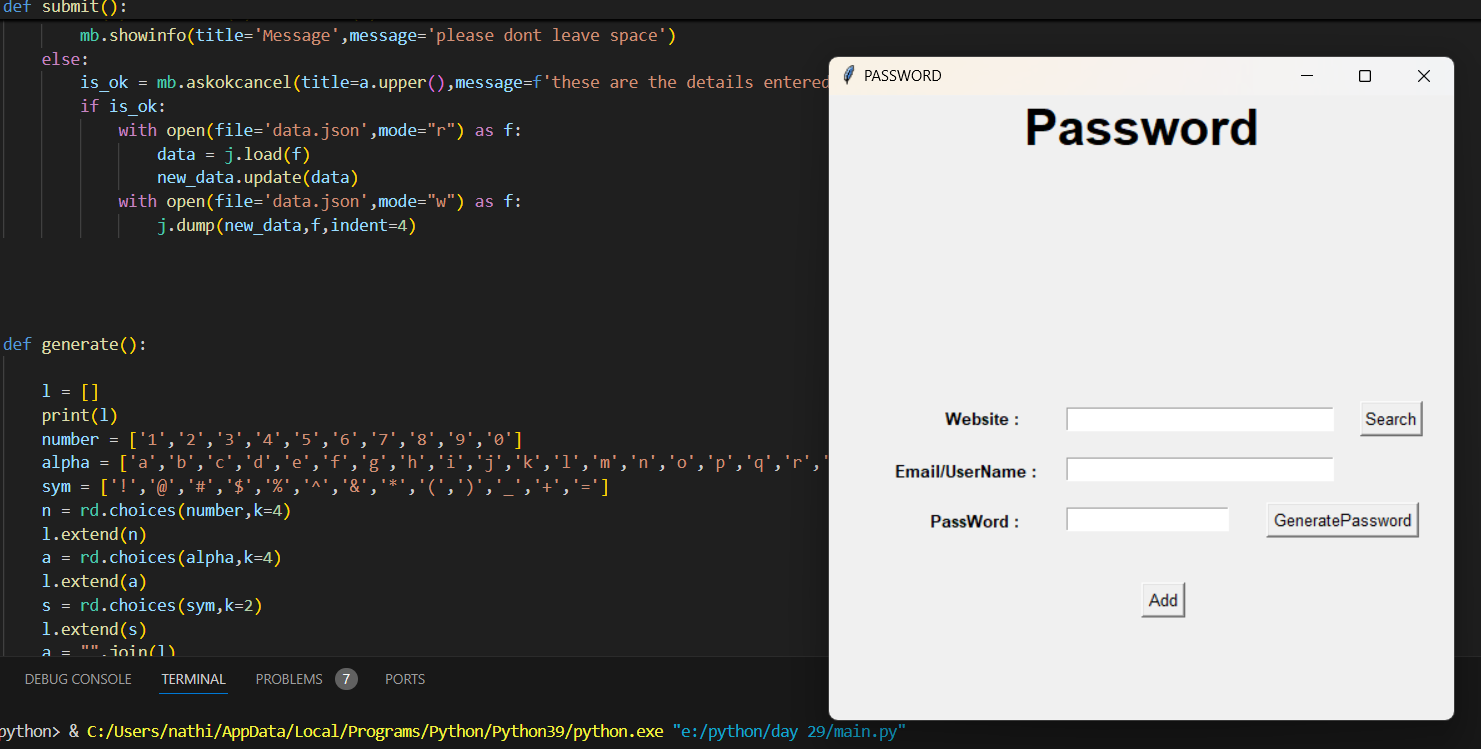 def submit():
mb.showinfo(title='Message',message='please dont leave space')
else:
is_ok = mb.askokcancel(title=a.upper(),message=f'these are the details entered
if is_ok:
with open(file='data.json',mode="r") as f:
data = j.load(f)
new_data.update(data)
with open(file='data.json',mode="w") as f:
j.dump(new_data,f,indent=4)
def generate():
l = []
print(l)
number = ['1','2','3','4','5','6','7','8','9','0']
alpha = ['a','b','c','d','e','f','g','h','i','j','k','l','m','n','o','p','q','r','
sym = ['!','@','#','$','%','^','&','*','(',')','_','+','=']
n = rd.choices(number,k=4)
l.extend(n)
a = rd.choices(alpha,k=4)
l.extend(a)
s = rd.choices(sym,k=2)
l.extend(s)
a = "".join(l)
DEBUG CONSOLE TERMINAL PROBLEMS 7 PORTS
python> & C:/Users/nathi/AppData/Local/Programs/Python/Python39/python.exe "e:/python/day 29/main.py"
PASSWORD
Password
Website : Search
Email/UserName :
PassWord : GeneratePassword
Add